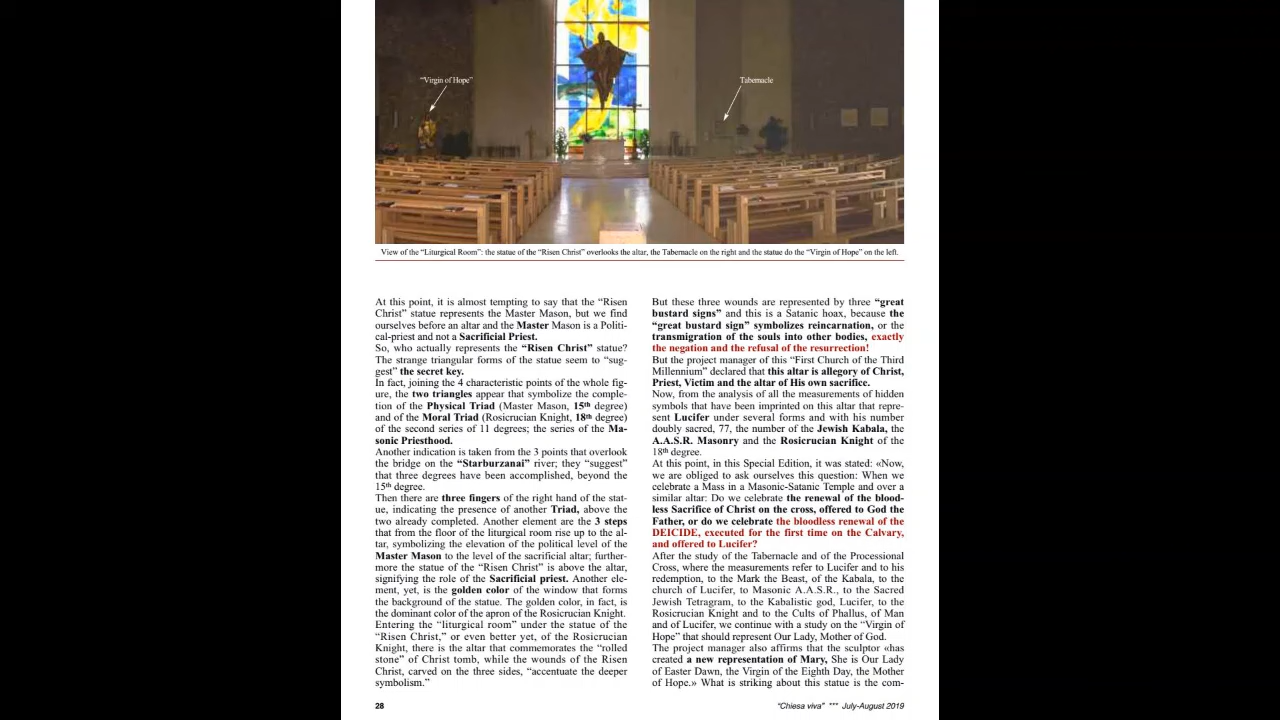 "Virgin of Hope"
Tabernacle
View of the "Liturgical Room": the statue of the "Risen Christ" overlooks the altar, the Tabernacle on the right and the statue do the "Virgin of Hope" on the left.
At this point, it is almost tempting to say that the "Risen
Christ" statue represents the Master Mason, but we find
ourselves before an altar and the Master Mason is a Politi-
cal-priest and not a Sacrificial Priest.
So, who actually represents the "Risen Christ" statue?
The strange triangular forms of the statue seem to "sug-
gest" the secret key.
In fact, joining the 4 characteristic points of the whole fig-
ure, the two triangles appear that symbolize the comple-
tion of the Physical Triad (Master Mason, 15th degree)
and of the Moral Triad (Rosicrucian Knight, 18th degree)
of the second series of 11 degrees; the series of the Ma-
sonic Priesthood.
Another indication is taken from the 3 points that overlook
the bridge on the "Starburzanai" river; they "suggest"
that three degrees have been accomplished, beyond the
15th degree.
Then there are three fingers of the right hand of the stat-
ue, indicating the presence of another Triad, above the
two already completed. Another element are the 3 steps
that from the floor of the liturgical room rise up to the al-
tar, symbolizing the elevation of the political level of the
Master Mason to the level of the sacrificial altar; further-
more the statue of the "Risen Christ" is above the altar,
signifying the role of the Sacrificial priest. Another ele-
ment, yet, is the golden color of the window that forms
the background of the statue. The golden color, in fact, is
the dominant color of the apron of the Rosicrucian Knight.
Entering the "liturgical room" under the statue of the
"Risen Christ," or even better yet, of the Rosicrucian
Knight, there is the altar that commemorates the "rolled
stone" of Christ tomb, while the wounds of the Risen
Christ, carved on the three sides, "accentuate the deeper
symbolism."
But these three wounds are represented by three "great
bustard signs" and this is a Satanic hoax, because the
"great bustard sign" symbolizes reincarnation, or the
transmigration of the souls into other bodies, exactly
the negation and the refusal of the resurrection!
But the project manager of this "First Church of the Third
Millennium" declared that this altar is allegory of Christ,
Priest, Victim and the altar of His own sacrifice.
Now, from the analysis of all the measurements of hidden
symbols that have been imprinted on this altar that repre-
sent Lucifer under several forms and with his number
doubly sacred, 77, the number of the Jewish Kabala, the
A.A.S.R. Masonry and the Rosicrucian Knight of the
18th degree.
At this point, in this Special Edition, it was stated: «Now,
we are obliged to ask ourselves this question: When we
celebrate a Mass in a Masonic-Satanic Temple and over a
similar altar: Do we celebrate the renewal of the blood-
less Sacrifice of Christ on the cross, offered to God the
Father, or do we celebrate the bloodless renewal of the
DEICIDE, executed for the first time on the Calvary,
and offered to Lucifer?
After the study of the Tabernacle and of the Processional
Cross, where the measurements refer to Lucifer and to his
redemption, to the Mark the Beast, of the Kabala, to the
church of Lucifer, to Masonic A.A.S.R., to the Sacred
Jewish Tetragram, to the Kabalistic god, Lucifer, to the
Rosicrucian Knight and to the Cults of Phallus, of Man
and of Lucifer, we continue with a study on the "Virgin of
Hope" that should represent Our Lady, Mother of God.
The project manager also affirms that the sculptor «has
created a new representation of Mary, She is Our Lady
of Easter Dawn, the Virgin of the Eighth Day, the Mother
of Hope.» What is striking about this statue is the com-
28
"Chiesa viva" *** July-August 2019